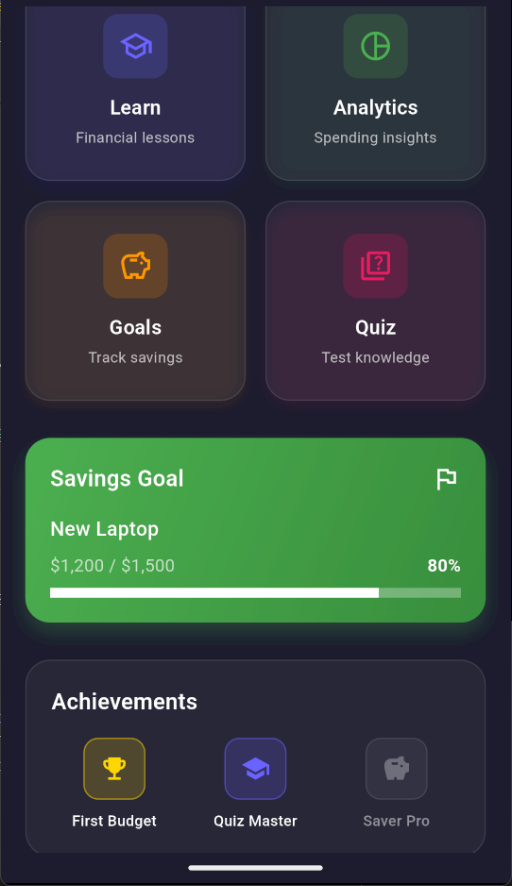 Learn
Financial lessons
Analytics
Spending insights
Goals
Track savings
Quiz
Test knowledge
Savings Goal
New Laptop
$1,200 / $1,500
80%
Achievements
First Budget
Quiz Master
Saver Pro